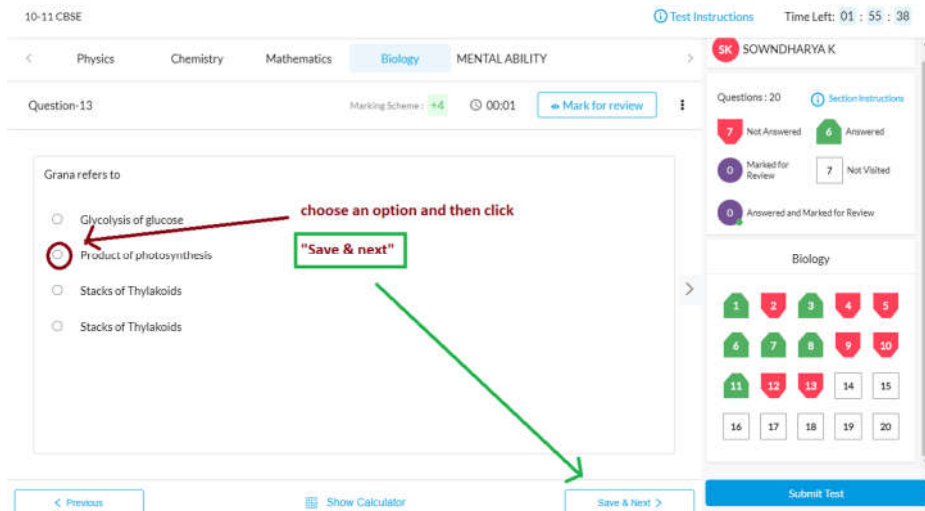 10-11 CBSE
Test Instructions
Time Left: 01 : 55 : 38
Physics
Chemistry
Mathematics
Biology
MENTAL ABILITY
SK SOWNDHARYA K
Question-13
Marking Scheme : +4
00:01
Mark for review
Questions : 20
Section Instructions
7 Not Answered
6 Answered
0 Marked for
Review
7 Not Visited
0 Answered and Marked for Review
Grana refers to
Glycolysis of glucose
Product of photosynthesis
Stacks of Thylakoids
Stacks of Thylakoids
choose an option and then click
"Save & next"
Biology
1 2 3 4 5
6 7 8 9 10
11 12 13 14 15
16 17 18 19 20
< Previous
Show Calculator
Save & Next >
Submit Test